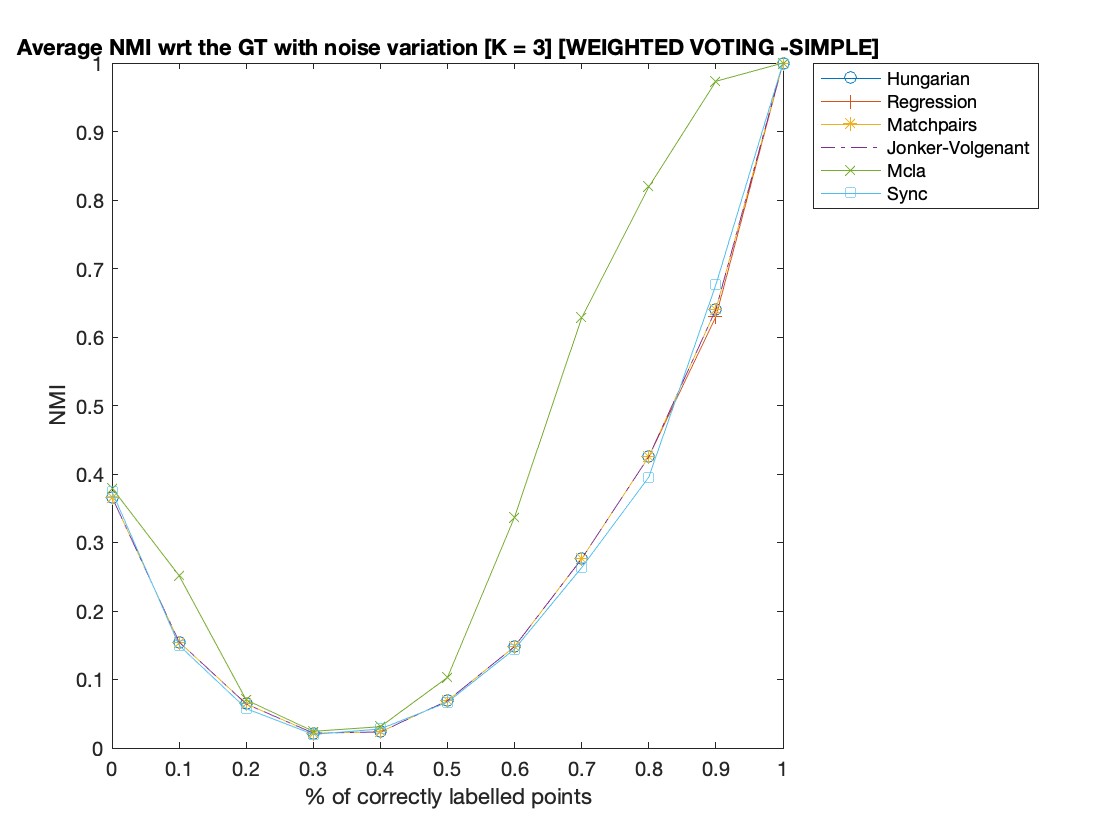 Average NMI wrt the GT with noise variation [K = 3] [WEIGHTED VOTING -SIMPLE]
1
0.9
0.8
0.7
0.6
0.5
0.4
0.3
0.2
0.1
0
NMI
0 0.1 0.2 0.3 0.4 0.5 0.6 0.7 0.8 0.9 1
% of correctly labelled points
Hungarian
Regression
Matchpairs
Jonker-Volgenant
Mcla
Sync